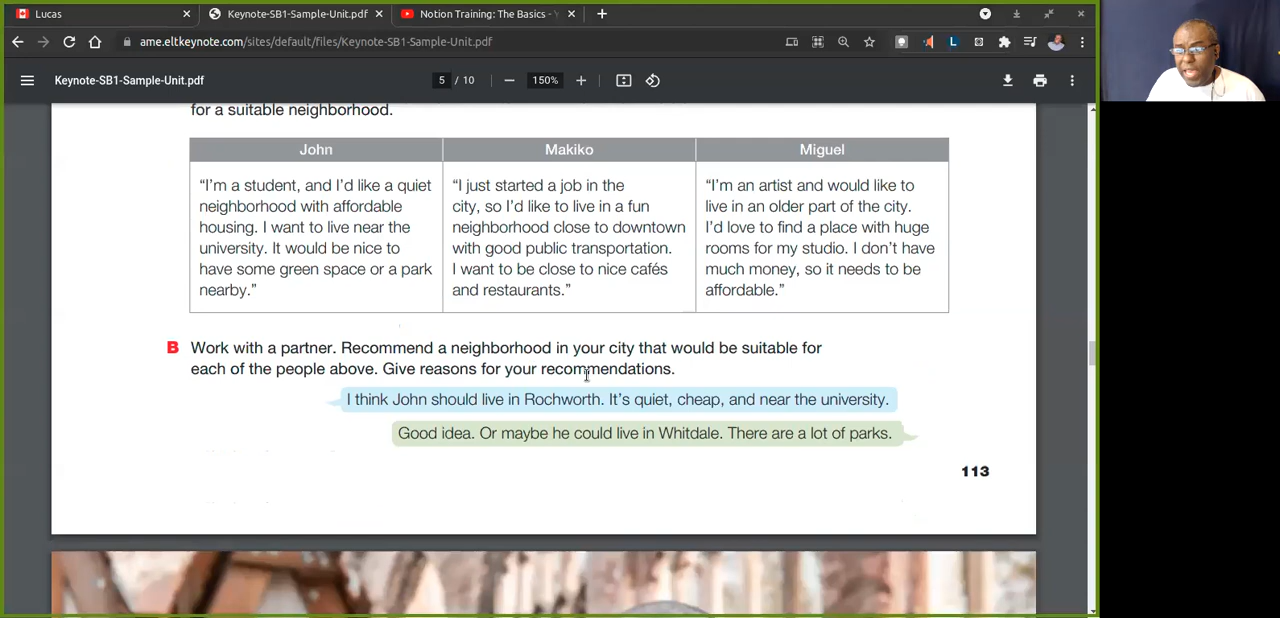 Lucas
Keynote-SB1-Sample-Unit.pdf
Notion Training: The Basics -
ame.eltkeynote.com/sites/default/files/Keynote-SB1-Sample-Unit.pdf
Keynote-SB1-Sample-Unit.pdf
5 / 10
150%
for a suitable neighborhood.
John
Makiko
Miguel
“I’m a student, and I’d like a quiet
neighborhood with affordable
housing. I want to live near the
university. It would be nice to
have some green space or a park
nearby.”
“I just started a job in the
city, so I’d like to live in a fun
neighborhood close to downtown
with good public transportation.
I want to be close to nice cafés
and restaurants.”
“I’m an artist and would like to
live in an older part of the city.
I’d love to find a place with huge
rooms for my studio. I don’t have
much money, so it needs to be
affordable.”
B Work with a partner. Recommend a neighborhood in your city that would be suitable for
each of the people above. Give reasons for your recommendations.
I think John should live in Rochworth. It’s quiet, cheap, and near the university.
Good idea. Or maybe he could live in Whitdale. There are a lot of parks.
113